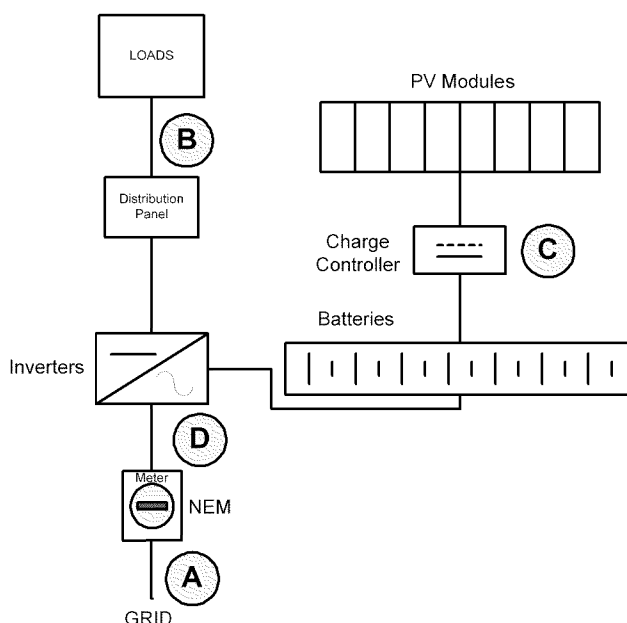 LOADS
PV Modules
B
Distribution
Panel
Charge
Controller
C
Batteries
Inverters
D
Meter
NEM
A
GRID